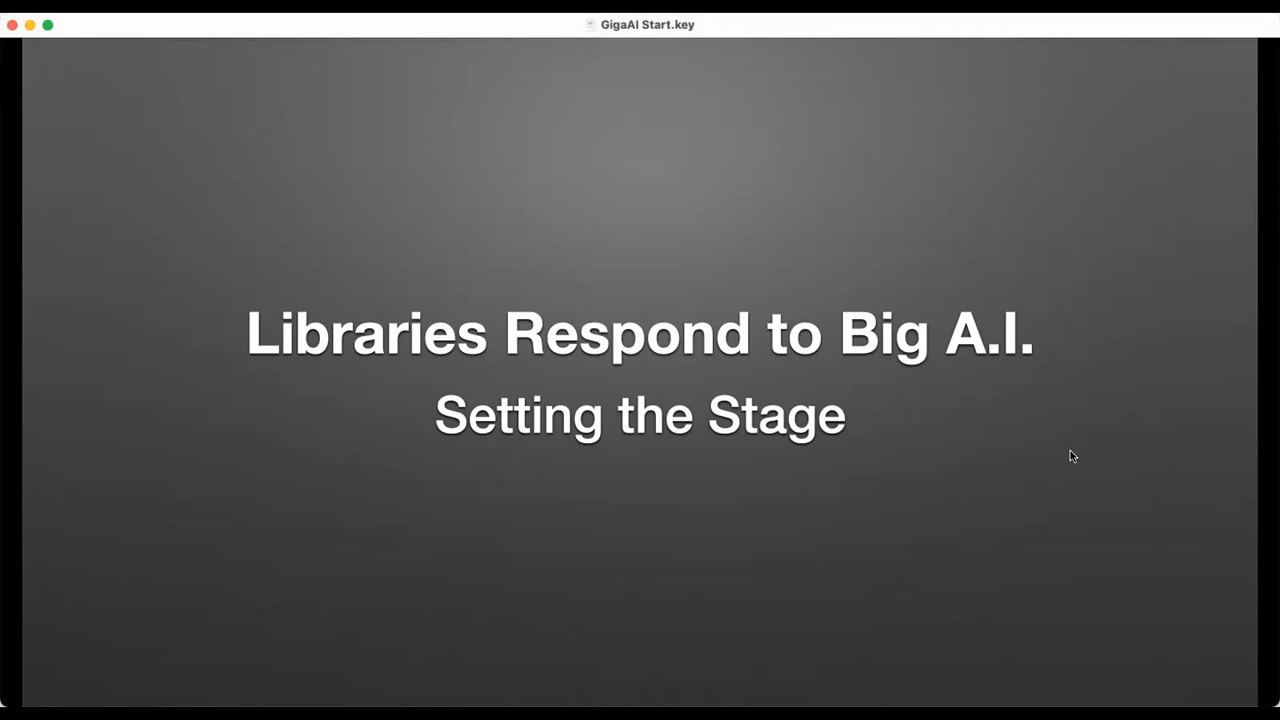 GigaAI Start.key
Libraries Respond to Big A.I.
Setting the Stage